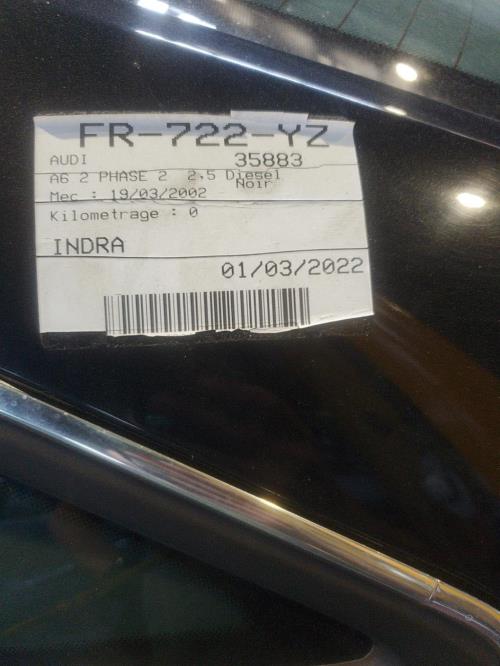 FR-722-YZ
AUDI 35883
A6 2 PHASE 2 2.5 Diesel
Noir
Mec : 19/03/2002
Kilometrage : 0
INDRA
01/03/2022